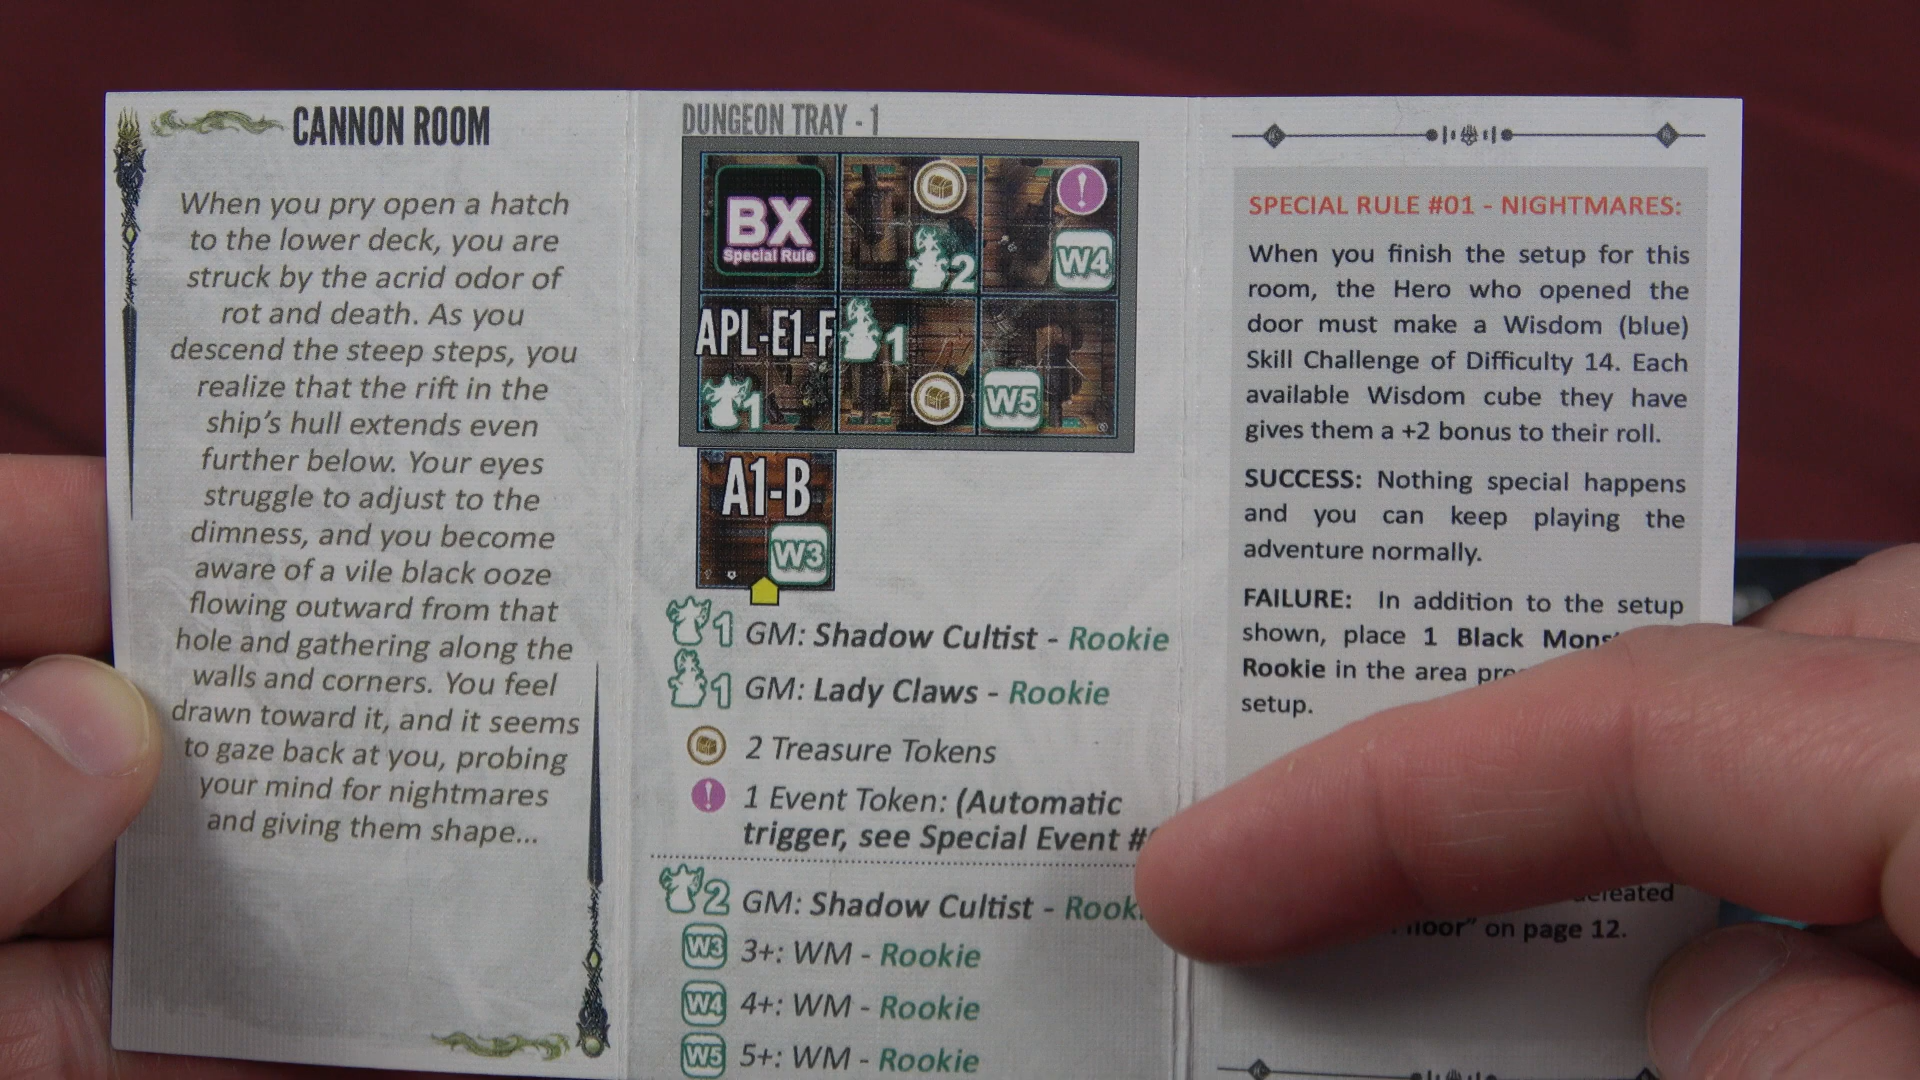 CANNON ROOM
When you pry open a hatch
to the lower deck, you are
struck by the acrid odor of
rot and death. As you
descend the steep steps, you
realize that the rift in the
ship's hull extends even
further below. Your eyes
struggle to adjust to the
dimness, and you become
aware of a vile black ooze
flowing outward from that
hole and gathering along the
walls and corners. You feel
drawn toward it, and it seems
to gaze back at you, probing
your mind for nightmares
and giving them shape...
DUNGEON TRAY - 1
BX
Special Rule
2
W4
APL-E1-F
1
1
W5
A1-B
W3
1 GM: Shadow Cultist - Rookie
1 GM: Lady Claws - Rookie
2 Treasure Tokens
! 1 Event Token: (Automatic
trigger, see Special Event #
2 GM: Shadow Cultist -
W3 3+: WM - Rookie
W4 4+: WM - Rookie
W5 5+: WM - Rookie
SPECIAL RULE #01 - NIGHTMARES:
When you finish the setup for this
room, the Hero who opened the
door must make a Wisdom (blue)
Skill Challenge of Difficulty 14. Each
available Wisdom cube they have
gives them a +2 bonus to their roll.
SUCCESS: Nothing special happens
and you can keep playing the
adventure normally.
FAILURE: In addition to the setup
shown, place 1 Black
Rookie in the area
setup.
defeated
on page 12.